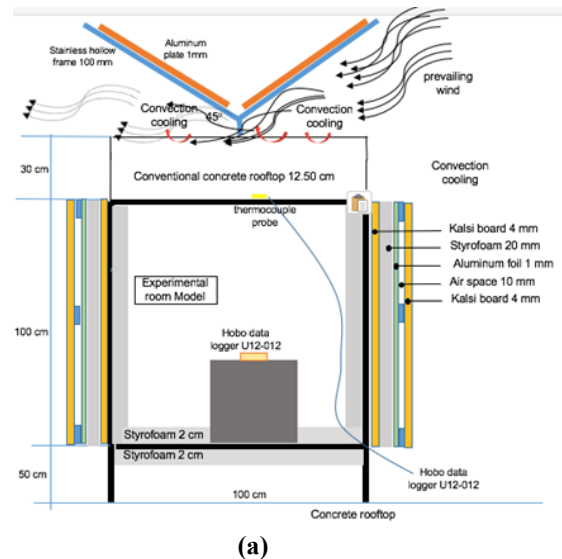 Aluminum
plate 1mm
Stainless hollow
frame 100 mm
prevailing
wind
Convection
cooling
45°
Convection
cooling
30 cm
Conventional concrete rooftop 12.50 cm
Convection
cooling
thermocouple
probe
Kalsi board 4 mm
Styrofoam 20 mm
Aluminum foil 1 mm
Air space 10 mm
Kalsi board 4 mm
Experimental
room Model
100 cm
Hobo data
logger U12-012
Styrofoam 2 cm
Styrofoam 2 cm
50 cm
Hobo data
logger U12-012
100 cm
Concrete rooftop
(a)